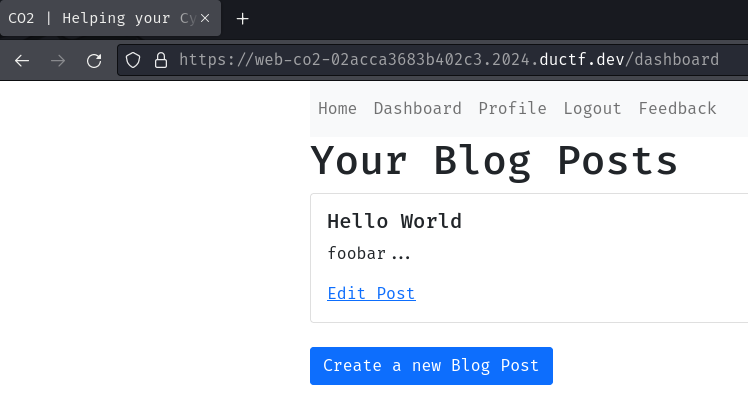 CO2 | Helping your Cy
https://web-co2-02acca3683b402c3.2024.ductf.dev/dashboard
Home Dashboard Profile Logout Feedback
Your Blog Posts
Hello World
foobar...
Edit Post
Create a new Blog Post